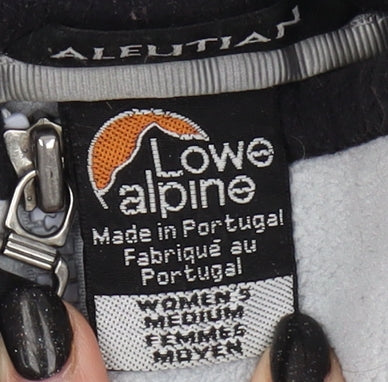 ALEUTIAN
Lowe
alpine
Made in Portugal
Fabriqué au
Portugal
WOMEN'S
MEDIUM
FEMMES
MOYEN